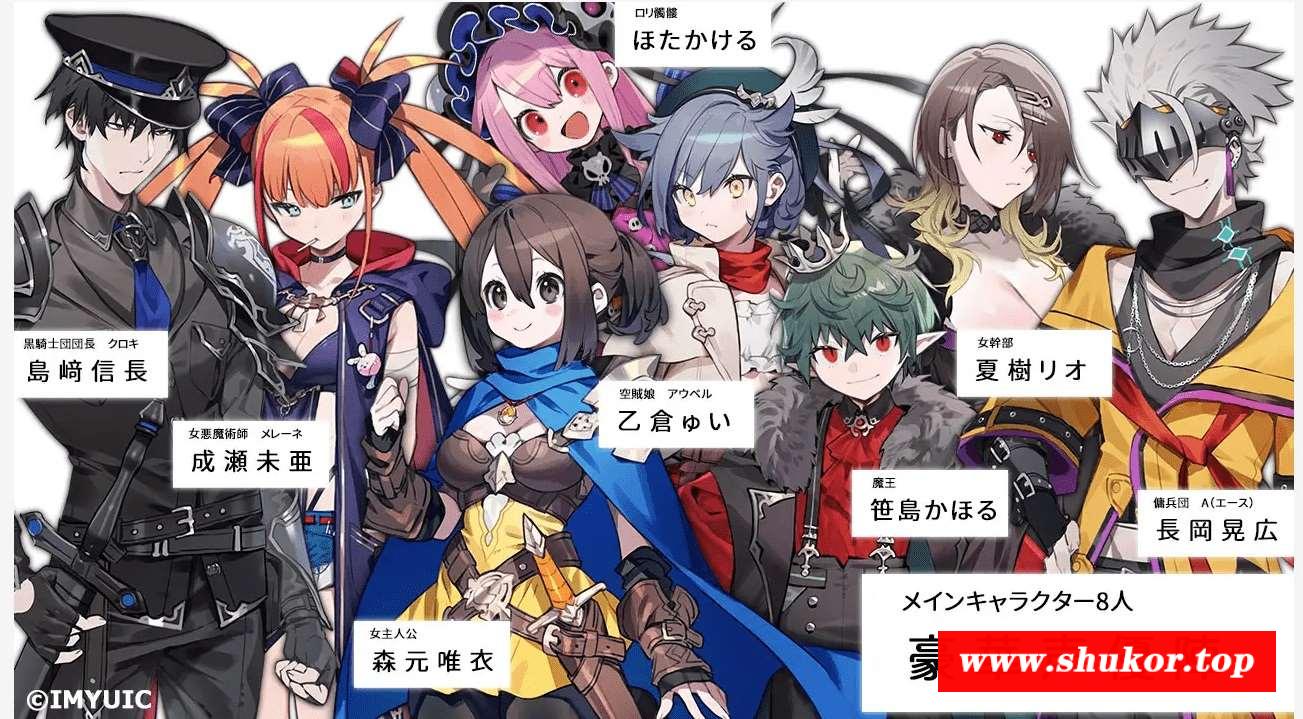 ロリ髑髏
ほたかける
黒騎士団団長 クロキ
島﨑信長
女悪魔術師 メレーネ
成瀬未亜
空賊娘 アウベル
乙倉ゅい
女幹部
夏樹リオ
魔王
笹島かほる
傭兵団 A(エース)
長岡晃広
女主人公
森元唯衣
メインキャラクター8人
豪
www.shukor.top
©IMYUIC